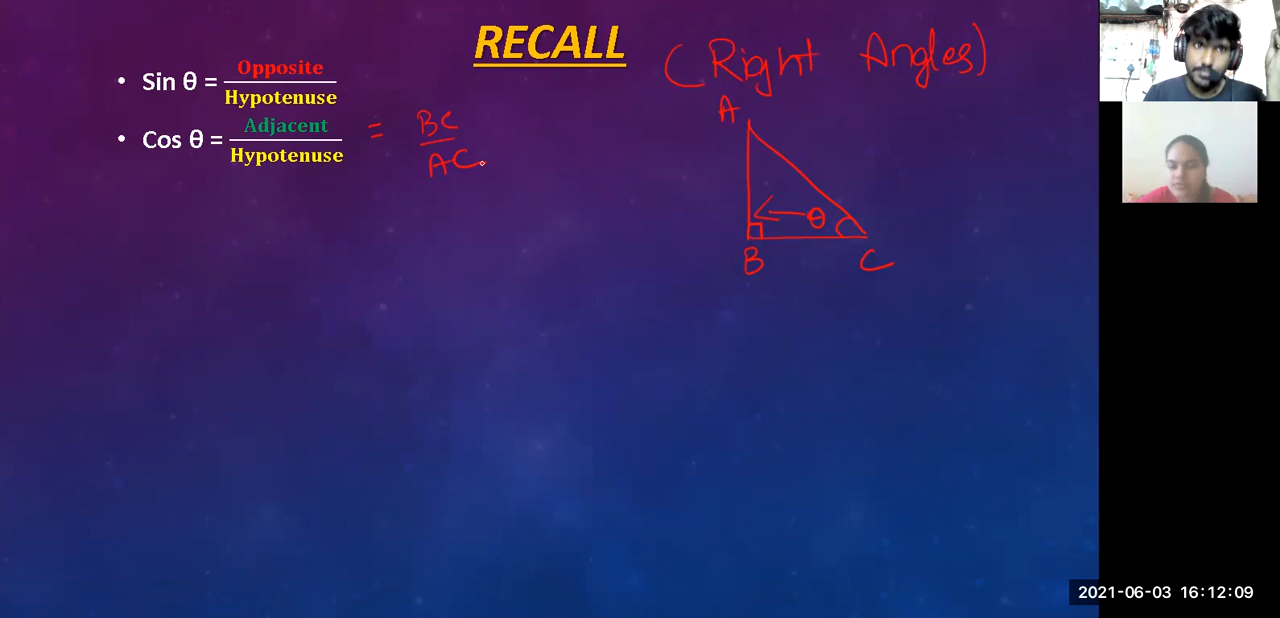 RECALL (Right Angles)
• Sin θ = Opposite / Hypotenuse
• Cos θ = Adjacent / Hypotenuse = BC / AC
A
θ
B C
2021-06-03 16:12:09